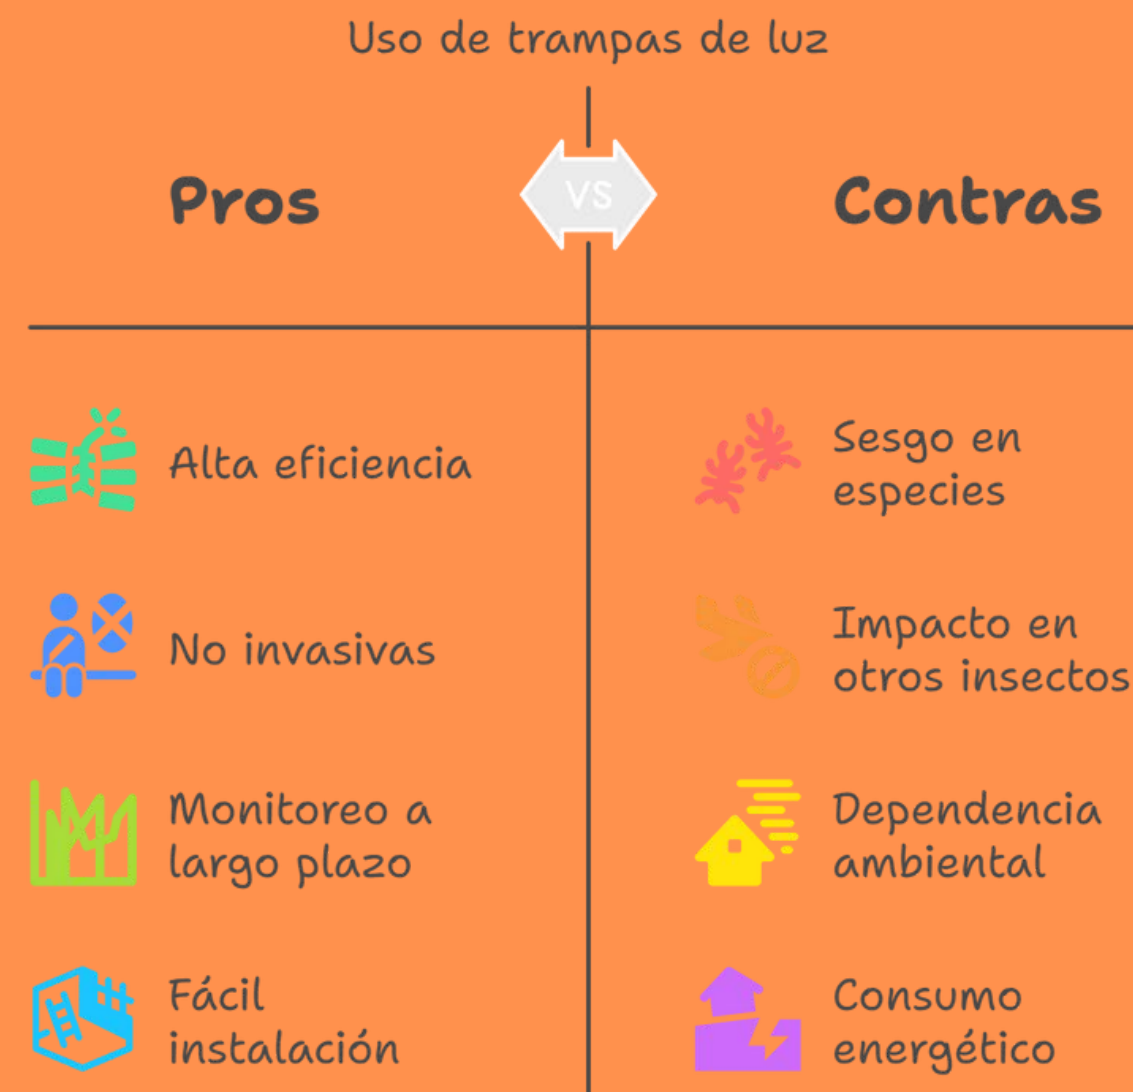 Uso de trampas de luz
Pros
VS
Contras
Alta eficiencia
No invasivas
Monitoreo a
largo plazo
Fácil
instalación
Sesgo en
especies
Impacto en
otros insectos
Dependencia
ambiental
Consumo
energético